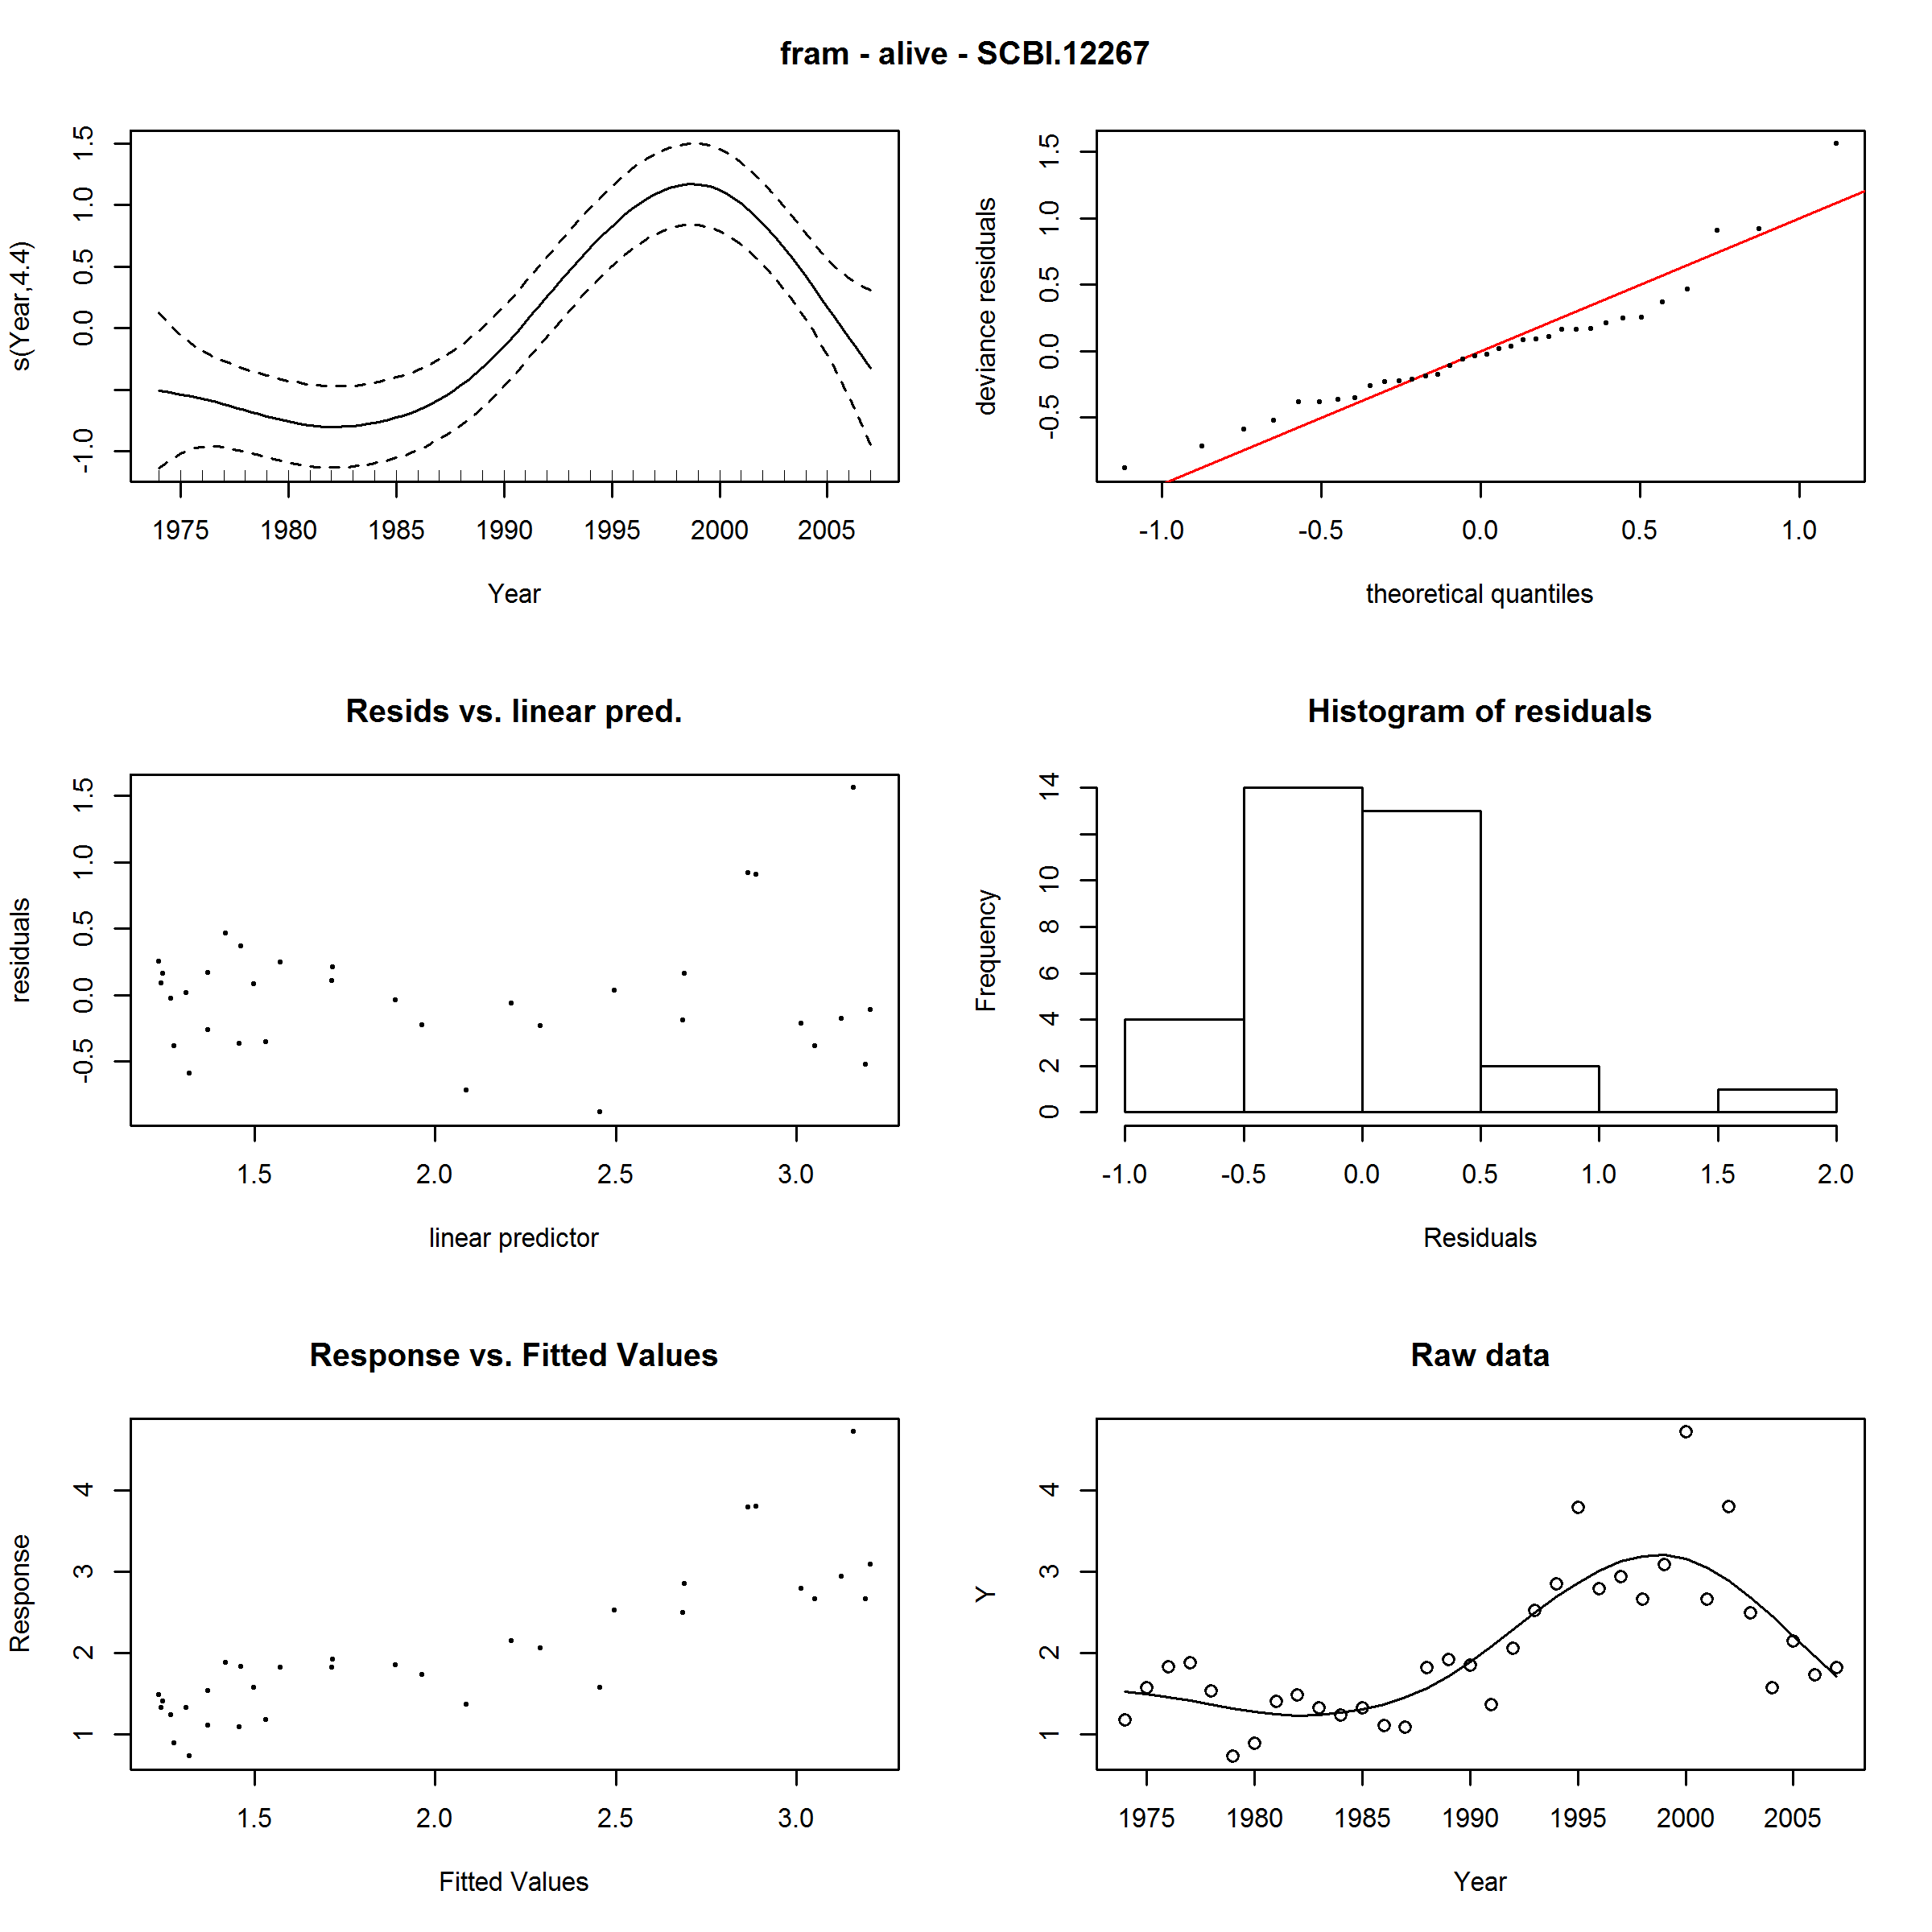 fram - alive - SCBI.12267
s(Year,4.4)
-1.0 0.0 0.5 1.0 1.5
1975 1980 1985 1990 1995 2000 2005
Year
deviance residuals
-0.5 0.0 0.5 1.0 1.5
-1.0 -0.5 0.0 0.5 1.0
theoretical quantiles
Resids vs. linear pred.
residuals
-0.5 0.0 0.5 1.0 1.5
1.5 2.0 2.5 3.0
linear predictor
Histogram of residuals
Frequency
0 2 4 6 8 10 14
-1.0 -0.5 0.0 0.5 1.0 1.5 2.0
Residuals
Response vs. Fitted Values
Response
1 2 3 4
1.5 2.0 2.5 3.0
Fitted Values
Raw data
Y
1 2 3 4
1975 1980 1985 1990 1995 2000 2005
Year